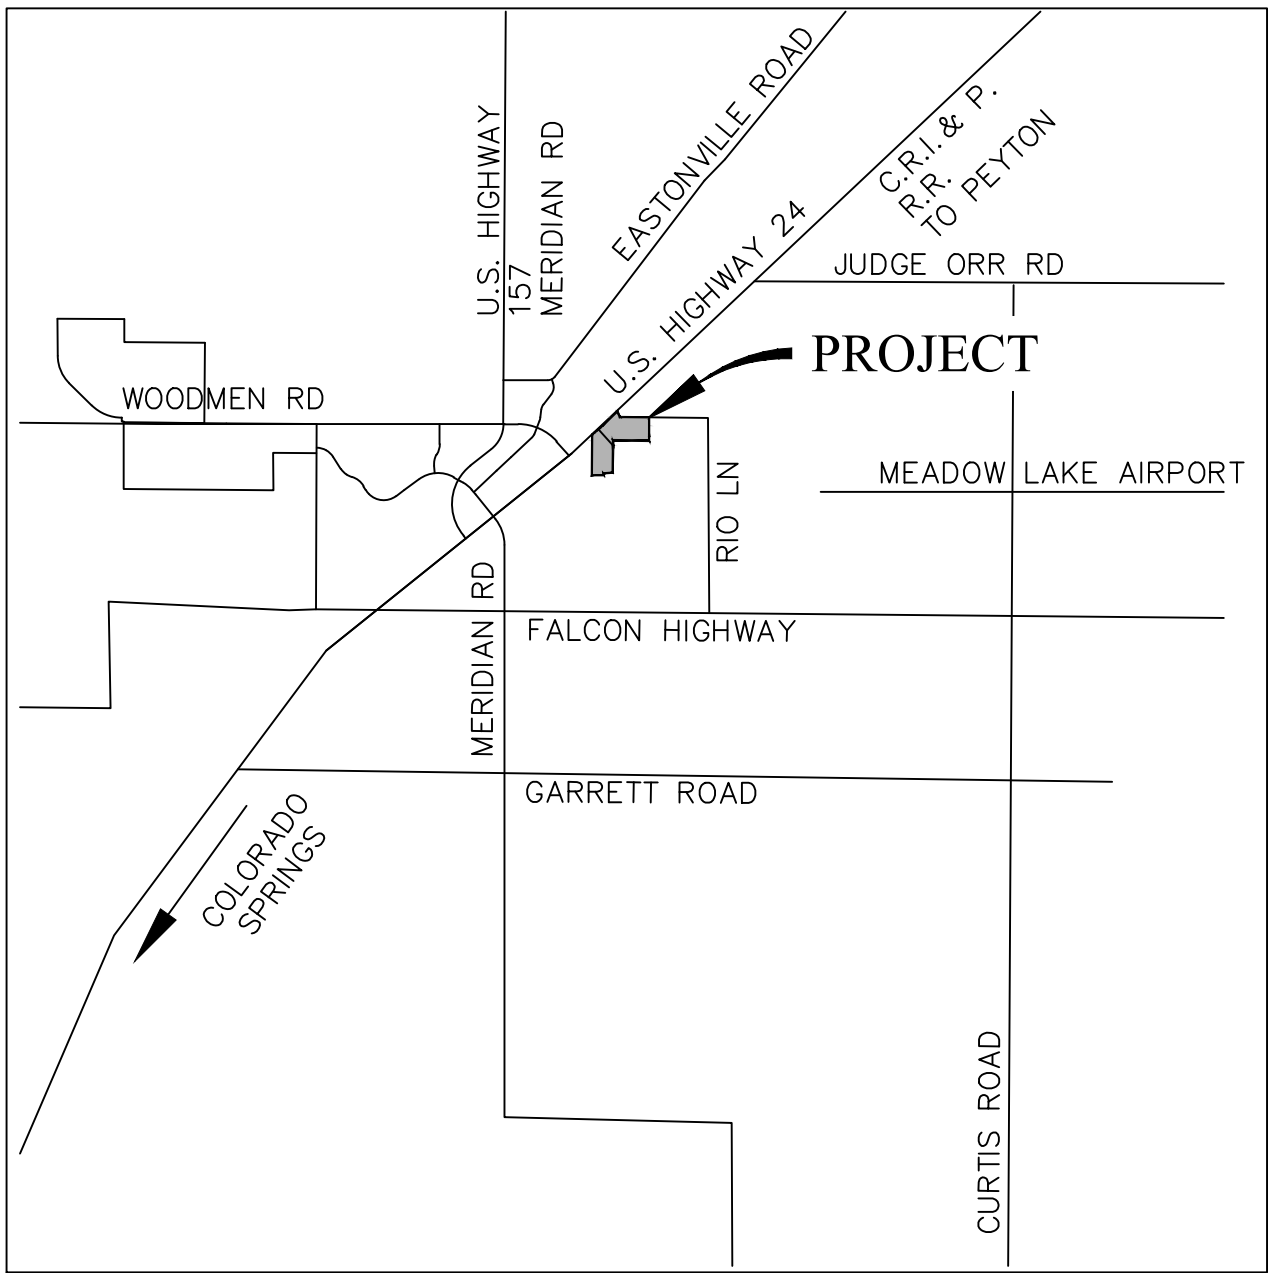 U.S. HIGHWAY
157
MERIDIAN RD
EASTONVILLE ROAD
U.S. HIGHWAY 24
C.R.I. & P.
R.R.
TO PEYTON
JUDGE ORR RD
PROJECT
WOODMEN RD
MEADOW LAKE AIRPORT
RIO LN
MERIDIAN RD
FALCON HIGHWAY
GARRETT ROAD
COLORADO
SPRINGS
CURTIS ROAD